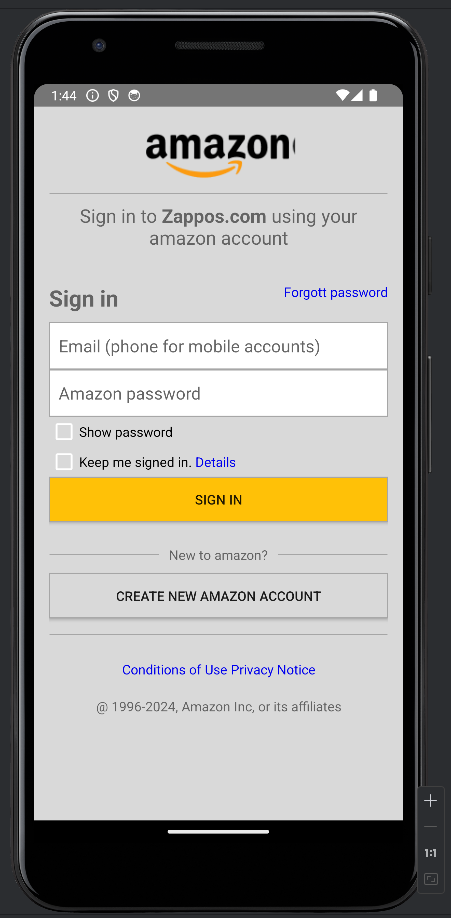 1:44
amazon
Sign in to Zappos.com using your
amazon account
Sign in
Forgott password
Email (phone for mobile accounts)
Amazon password
Show password
Keep me signed in. Details
SIGN IN
New to amazon?
CREATE NEW AMAZON ACCOUNT
Conditions of Use Privacy Notice
@ 1996-2024, Amazon Inc, or its affiliates
1:1